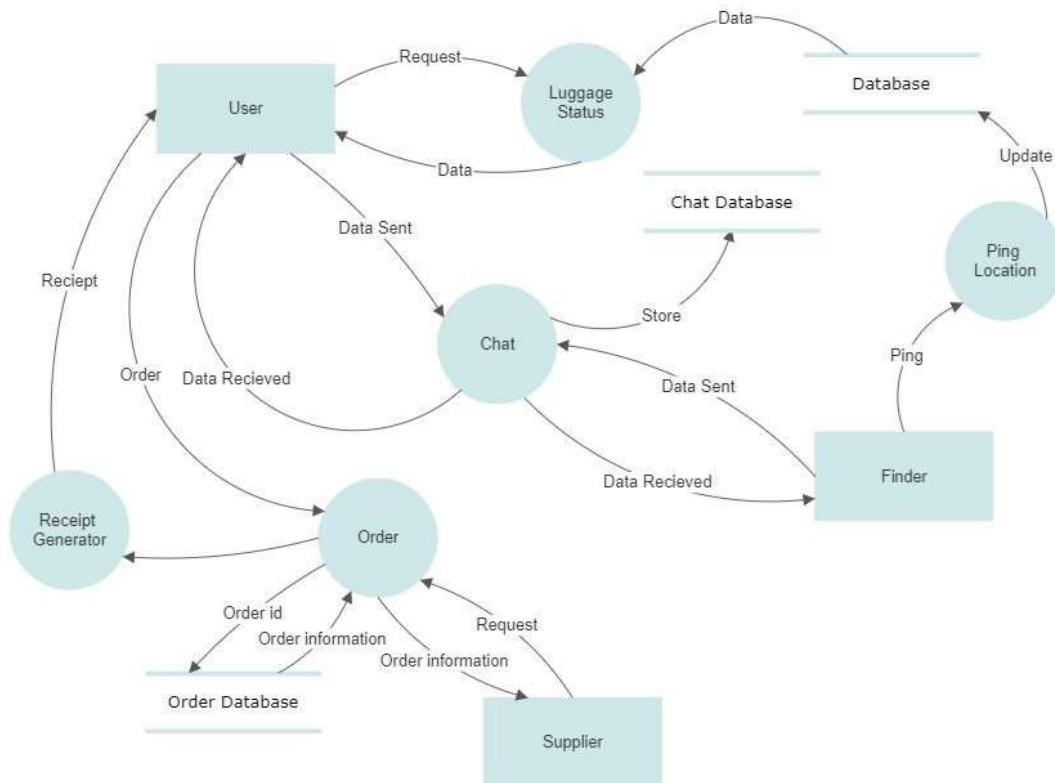 Data
Request
Database
User
Luggage
Status
Update
Data
Chat Database
Data Sent
Ping
Location
Reciept
Store
Chat
Ping
Order
Data Recieved
Data Sent
Data Recieved
Finder
Receipt
Generator
Order
Order id
Request
Order information
Order information
Order Database
Supplier